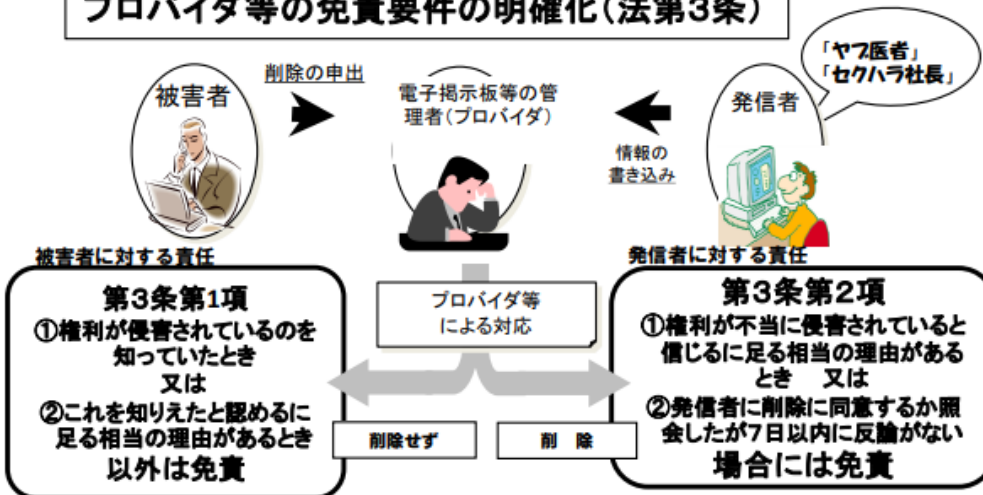 プロバイダ等の免責要件の明確化（法第３条）
「ヤブ医者」
「セクハラ社長」
被害者
削除の申出
電子掲示板等の管
理者（プロバイダ）
発信者
情報の
書き込み
被害者に対する責任
発信者に対する責任
第３条第1項
①権利が侵害されているのを
知っていたとき
又は
②これを知りえたと認めるに
足る相当の理由があるとき
以外は免責
プロバイダ等
による対応
削除せず
削　除
第３条第２項
①権利が不当に侵害されていると
信じるに足る相当の理由がある
とき　又は
②発信者に削除に同意するか照
会したが7日以内に反論がない
場合には免責